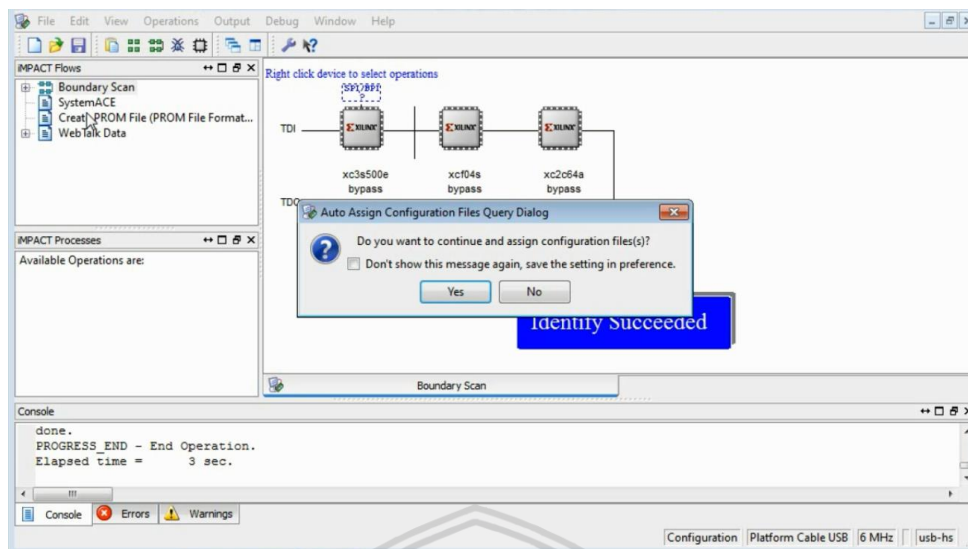 File Edit View Operations Output Debug Window Help
iMPACT Flows
Boundary Scan
SystemACE
Create PROM File (PROM File Format...
WebTalk Data
iMPACT Processes
Available Operations are:
Right click device to select operations
SPI/BPI
?
TDI
XILINX XILINX XILINX
xc3s500e xcf04s xc2c64a
bypass bypass bypass
TDO
Auto Assign Configuration Files Query Dialog
Do you want to continue and assign configuration files(s)?
Don't show this message again, save the setting in preference.
Yes No
Identify Succeeded
Boundary Scan
Console
done.
PROGRESS_END - End Operation.
Elapsed time = 3 sec.
Console Errors Warnings
Configuration Platform Cable USB 6 MHz usb-hs